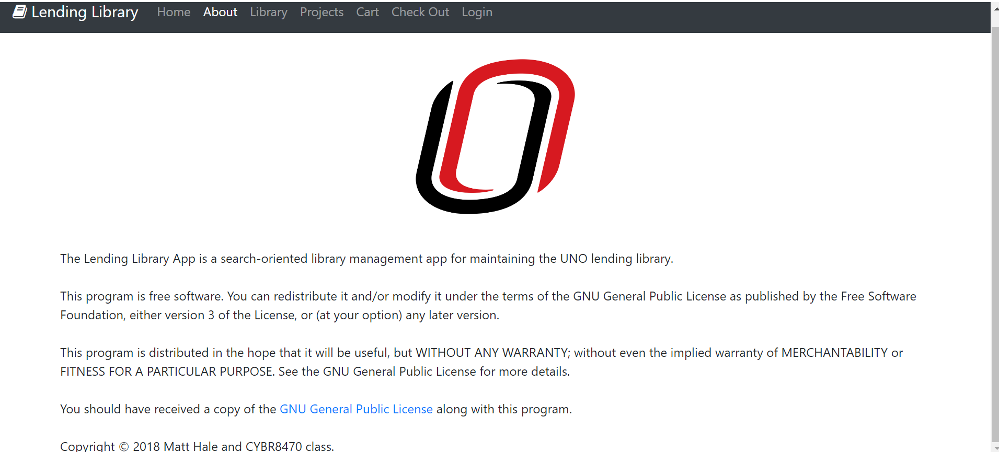 Lending Library Home About Library Projects Cart Check Out Login
The Lending Library App is a search-oriented library management app for maintaining the UNO lending library.
This program is free software. You can redistribute it and/or modify it under the terms of the GNU General Public License as published by the Free Software
Foundation, either version 3 of the License, or (at your option) any later version.
This program is distributed in the hope that it will be useful, but WITHOUT ANY WARRANTY; without even the implied warranty of MERCHANTABILITY or
FITNESS FOR A PARTICULAR PURPOSE. See the GNU General Public License for more details.
You should have received a copy of the GNU General Public License along with this program.
Copyright © 2018 Matt Hale and CYBR8470 class.